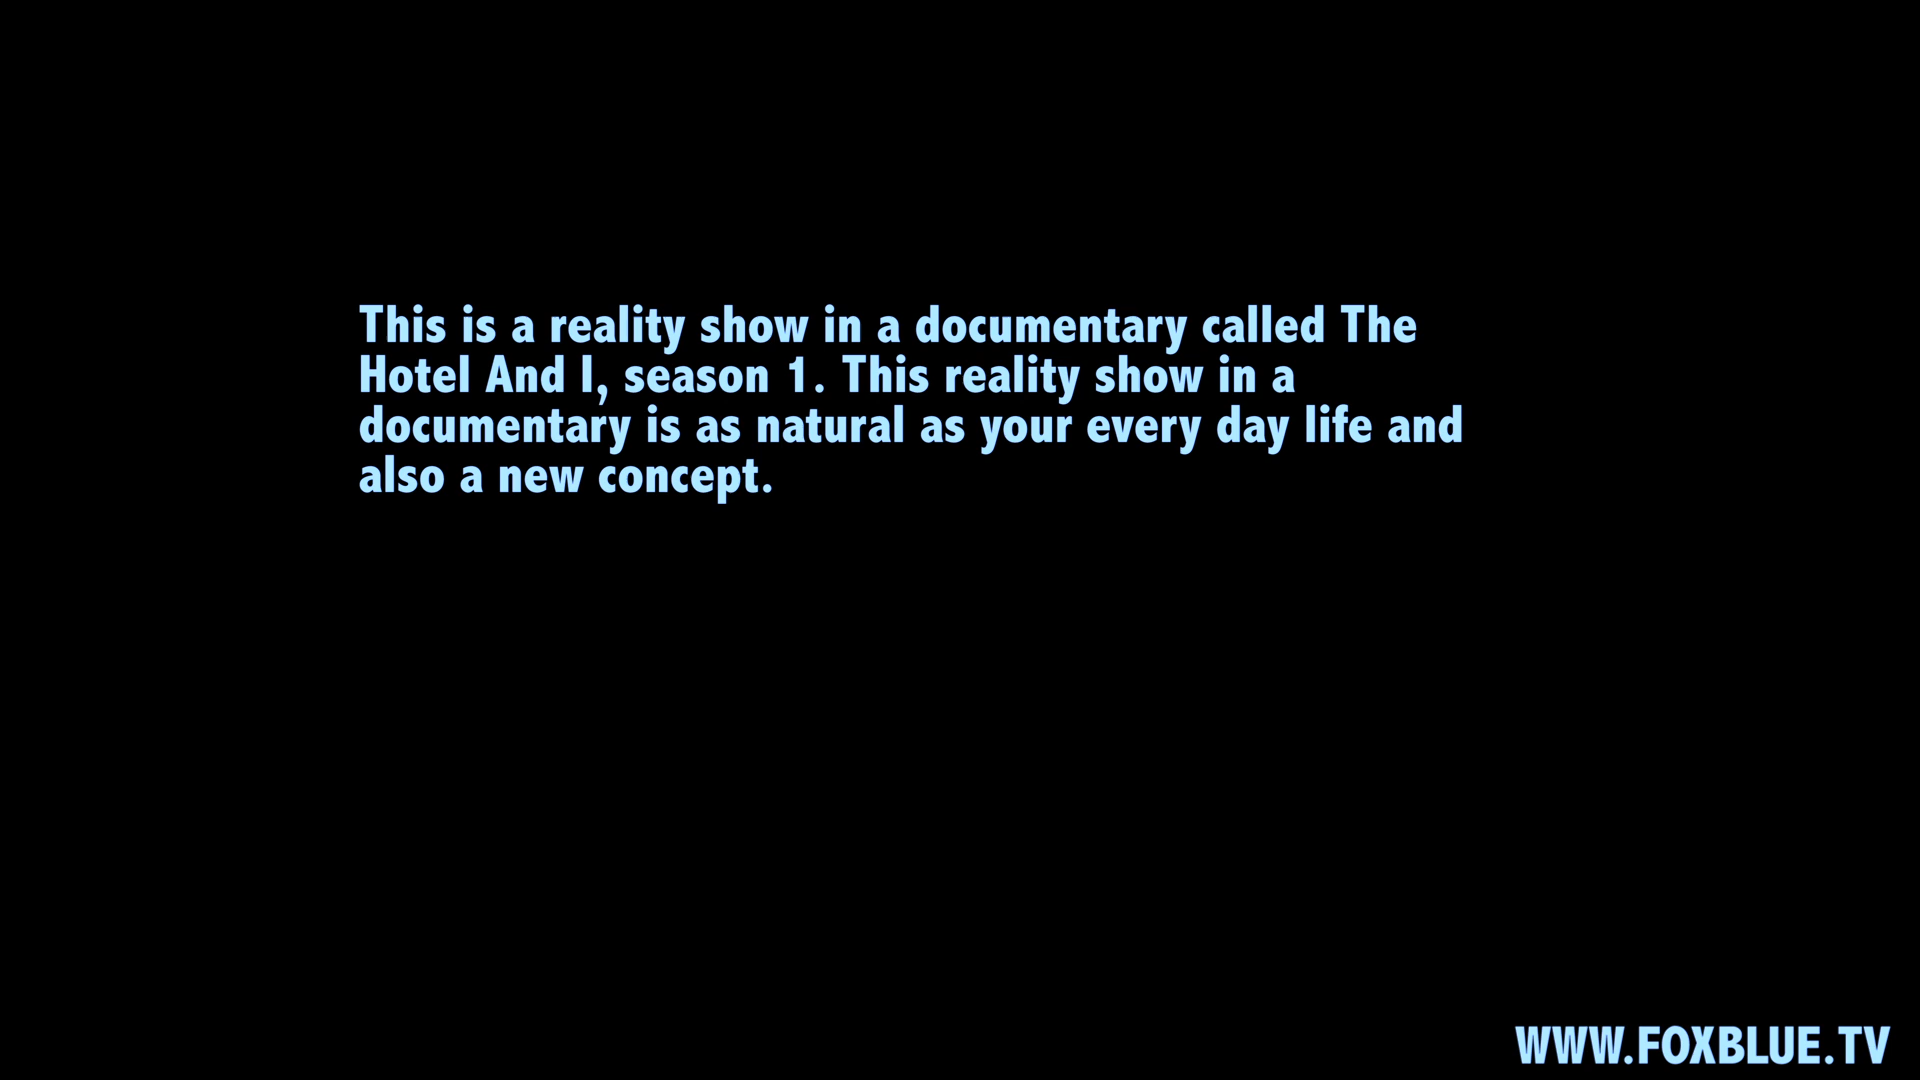 This is a reality show in a documentary called The
Hotel And I, season 1. This reality show in a
documentary is as natural as your every day life and
also a new concept.
WWW.FOXBLUE.TV